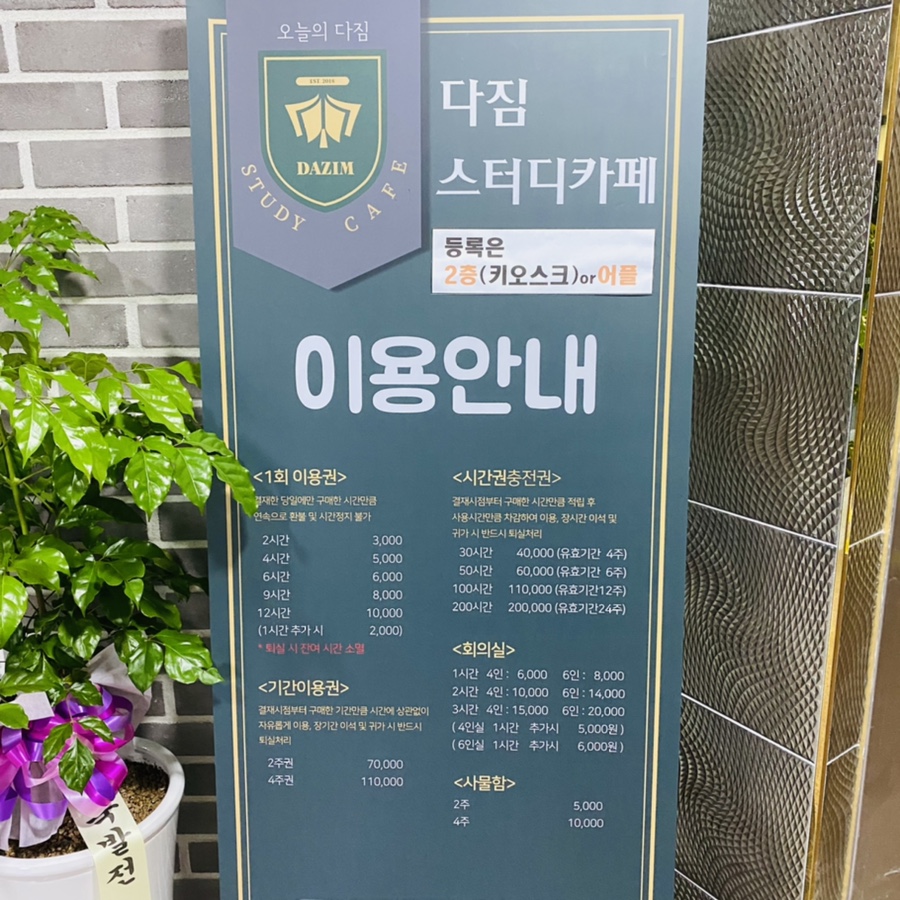 오늘의 다짐
EST 2019
DAZIM
STUDY CAFE
다짐
스터디카페
등록은
2층(키오스크)or어플
이용안내
<1회 이용권>
결재한 당일에만 구매한 시간만큼
연속으로 환불 및 시간정지 불가
2시간 3,000
4시간 5,000
6시간 6,000
9시간 8,000
12시간 10,000
(1시간 추가 시 2,000)
* 퇴실 시 잔여 시간 소멸
<기간이용권>
결재시점부터 구매한 기간만큼 시간에 상관없이
자유롭게 이용, 장기간 이석 및 귀가 시 반드시
퇴실처리
2주권 70,000
4주권 110,000
<시간권충전권>
결재시점부터 구매한 시간만큼 적립 후
사용시간만큼 차감하여 이용, 장시간 이석 및
귀가 시 반드시 퇴실처리
30시간 40,000 (유효기간 4주)
50시간 60,000 (유효기간 6주)
100시간 110,000 (유효기간12주)
200시간 200,000 (유효기간24주)
<회의실>
1시간 4인 : 6,000 6인 : 8,000
2시간 4인 : 10,000 6인 : 14,000
3시간 4인 : 15,000 6인 : 20,000
( 4인실 1시간 추가시 5,000원 )
( 6인실 1시간 추가시 6,000원 )
<사물함>
2주 5,000
4주 10,000
발전